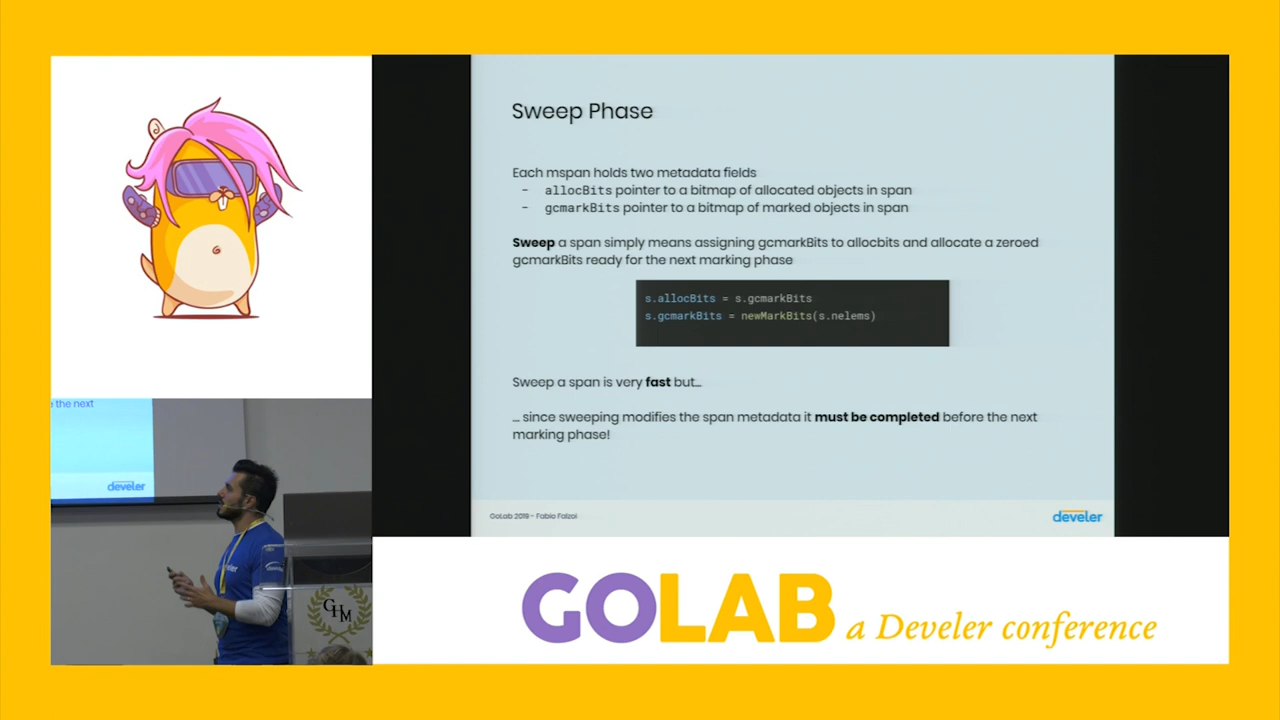 Sweep Phase
Each mspan holds two metadata fields
- allocBits pointer to a bitmap of allocated objects in span
- gcmarkBits pointer to a bitmap of marked objects in span
Sweep a span simply means assigning gcmarkBits to allocbits and allocate a zeroed
gcmarkBits ready for the next marking phase
s.allocBits = s.gcmarkBits
s.gcmarkBits = newMarkBits(s.nelems)
Sweep a span is very fast but...
... since sweeping modifies the span metadata it must be completed before the next
marking phase!
GoLab 2019 - Fabio Falzoi
develer
e the next
develer
GHM
GOLAB a Develer conference